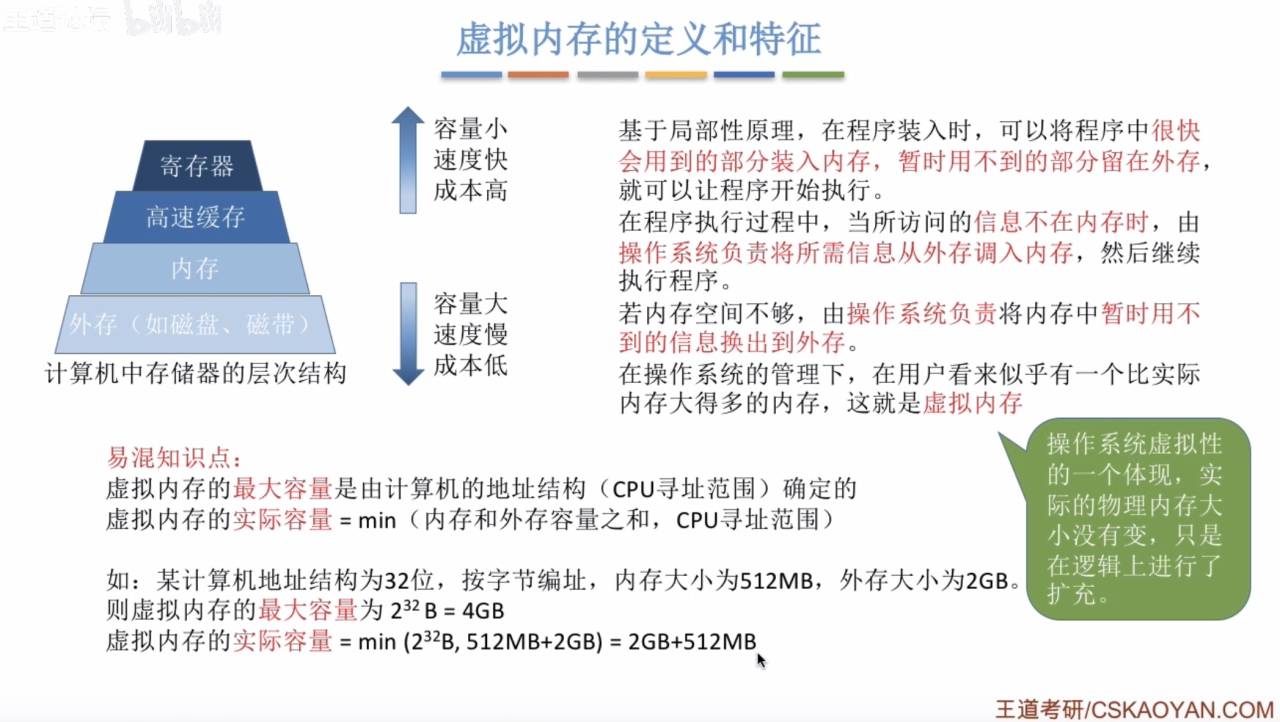 bilibili
虚拟内存的定义和特征
寄存器
高速缓存
内存
外存（如磁盘、磁带）
计算机中存储器的层次结构
容量小
速度快
成本高
容量大
速度慢
成本低
基于局部性原理，在程序装入时，可以将程序中很快
会用到的部分装入内存，暂时用不到的部分留在外存，
就可以让程序开始执行。
在程序执行过程中，当所访问的信息不在内存时，由
操作系统负责将所需信息从外存调入内存，然后继续
执行程序。
若内存空间不够，由操作系统负责将内存中暂时用不
到的信息换出到外存。
在操作系统的管理下，在用户看来似乎有一个比实际
内存大得多的内存，这就是虚拟内存
操作系统虚拟性
的一个体现，实
际的物理内存大
小没有变，只是
在逻辑上进行了
扩充。
易混知识点：
虚拟内存的最大容量是由计算机的地址结构（CPU寻址范围）确定的
虚拟内存的实际容量 = min（内存和外存容量之和，CPU寻址范围）
如：某计算机地址结构为32位，按字节编址，内存大小为512MB，外存大小为2GB。
则虚拟内存的最大容量为 2³² B = 4GB
虚拟内存的实际容量 = min (2³²B, 512MB+2GB) = 2GB+512MB
王道考研/CSKAOYAN.COM